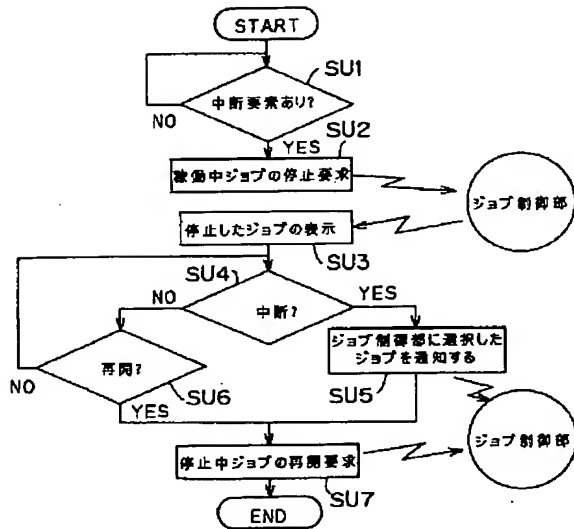 START
SU1
中断要素あり?
NO
YES
SU2
稼働中ジョブの停止要求
ジョブ制御部
停止したジョブの表示
SU3
SU4
NO
YES
中断?
ジョブ制御部に選択した
ジョブを通知する
SU5
再開?
NO
SU6
YES
ジョブ制御部
停止中ジョブの再開要求
SU7
END